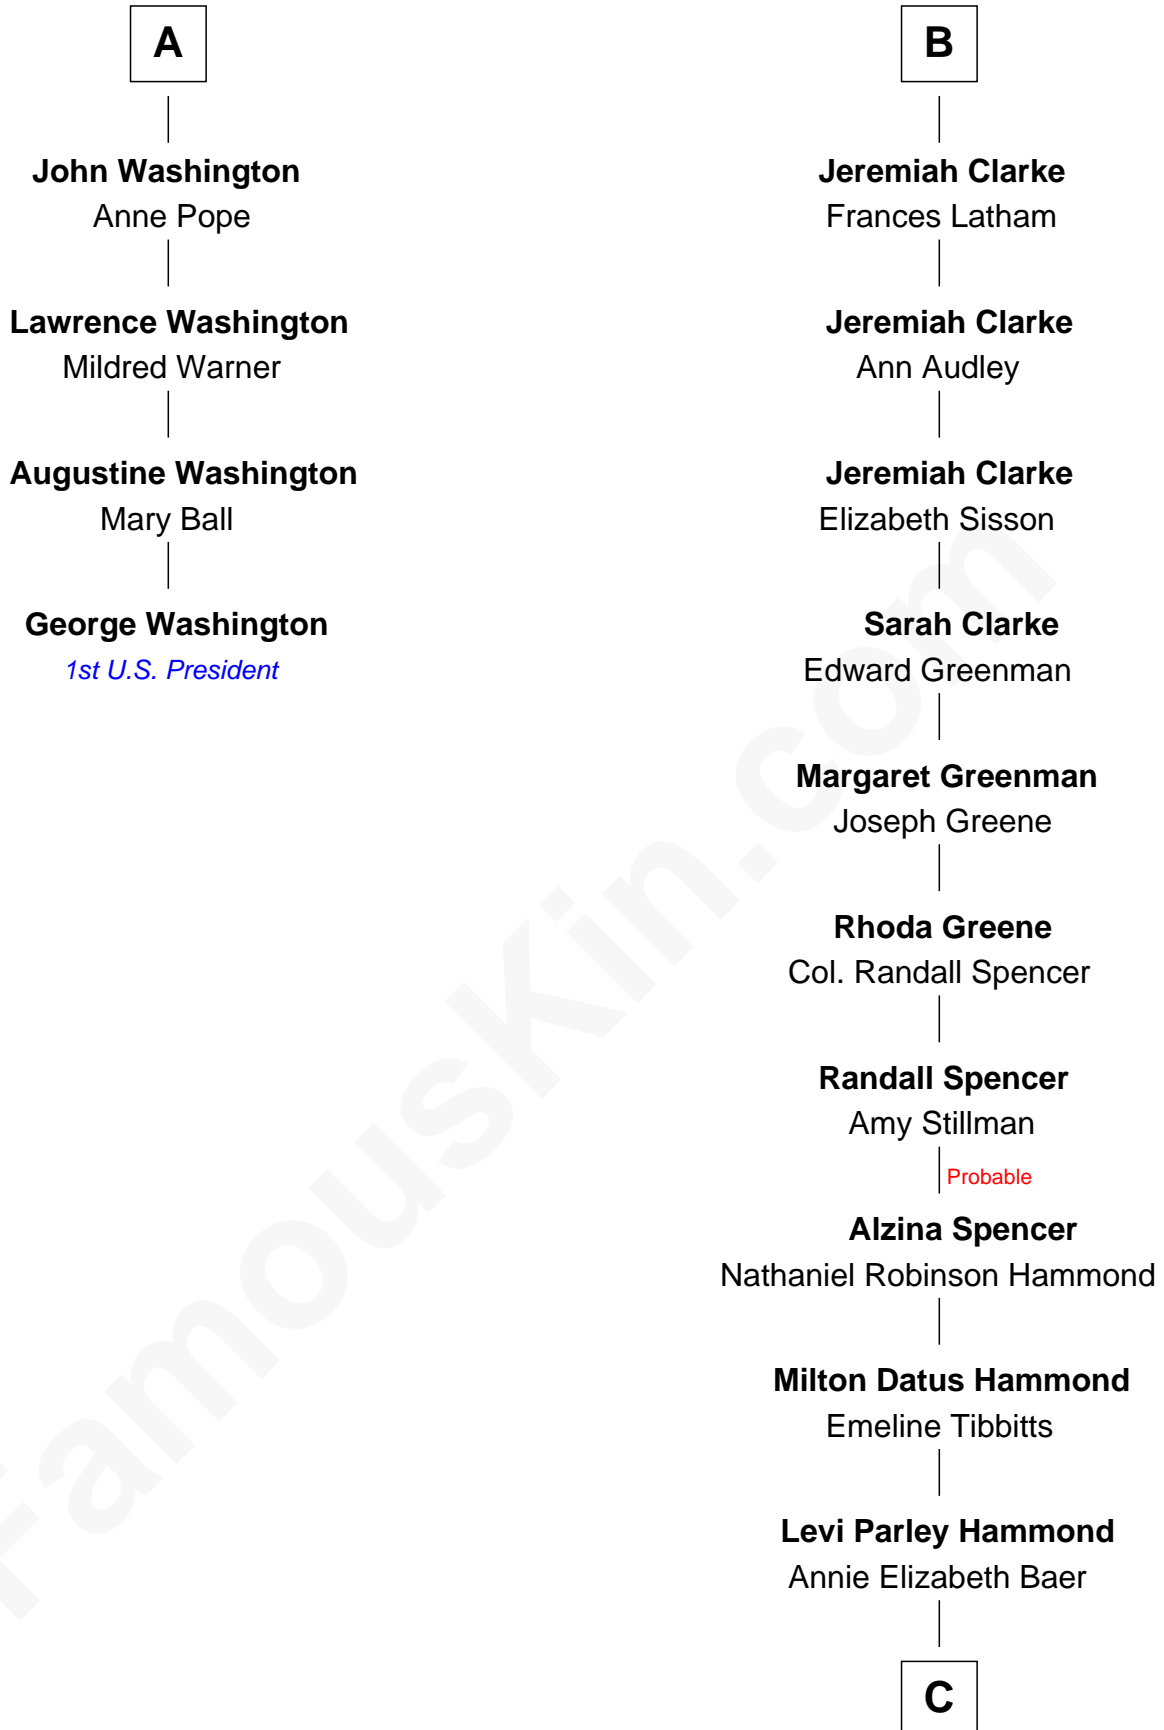 A
John Washington
Anne Pope
Lawrence Washington
Mildred Warner
Augustine Washington
Mary Ball
George Washington
1st U.S. President
B
Jeremiah Clarke
Frances Latham
Jeremiah Clarke
Ann Audley
Jeremiah Clarke
Elizabeth Sisson
Sarah Clarke
Edward Greenman
Margaret Greenman
Joseph Greene
Rhoda Greene
Col. Randall Spencer
Randall Spencer
Amy Stillman
Probable
Alzina Spencer
Nathaniel Robinson Hammond
Milton Datus Hammond
Emeline Tibbitts
Levi Parley Hammond
Annie Elizabeth Baer
C
FamousKin.com